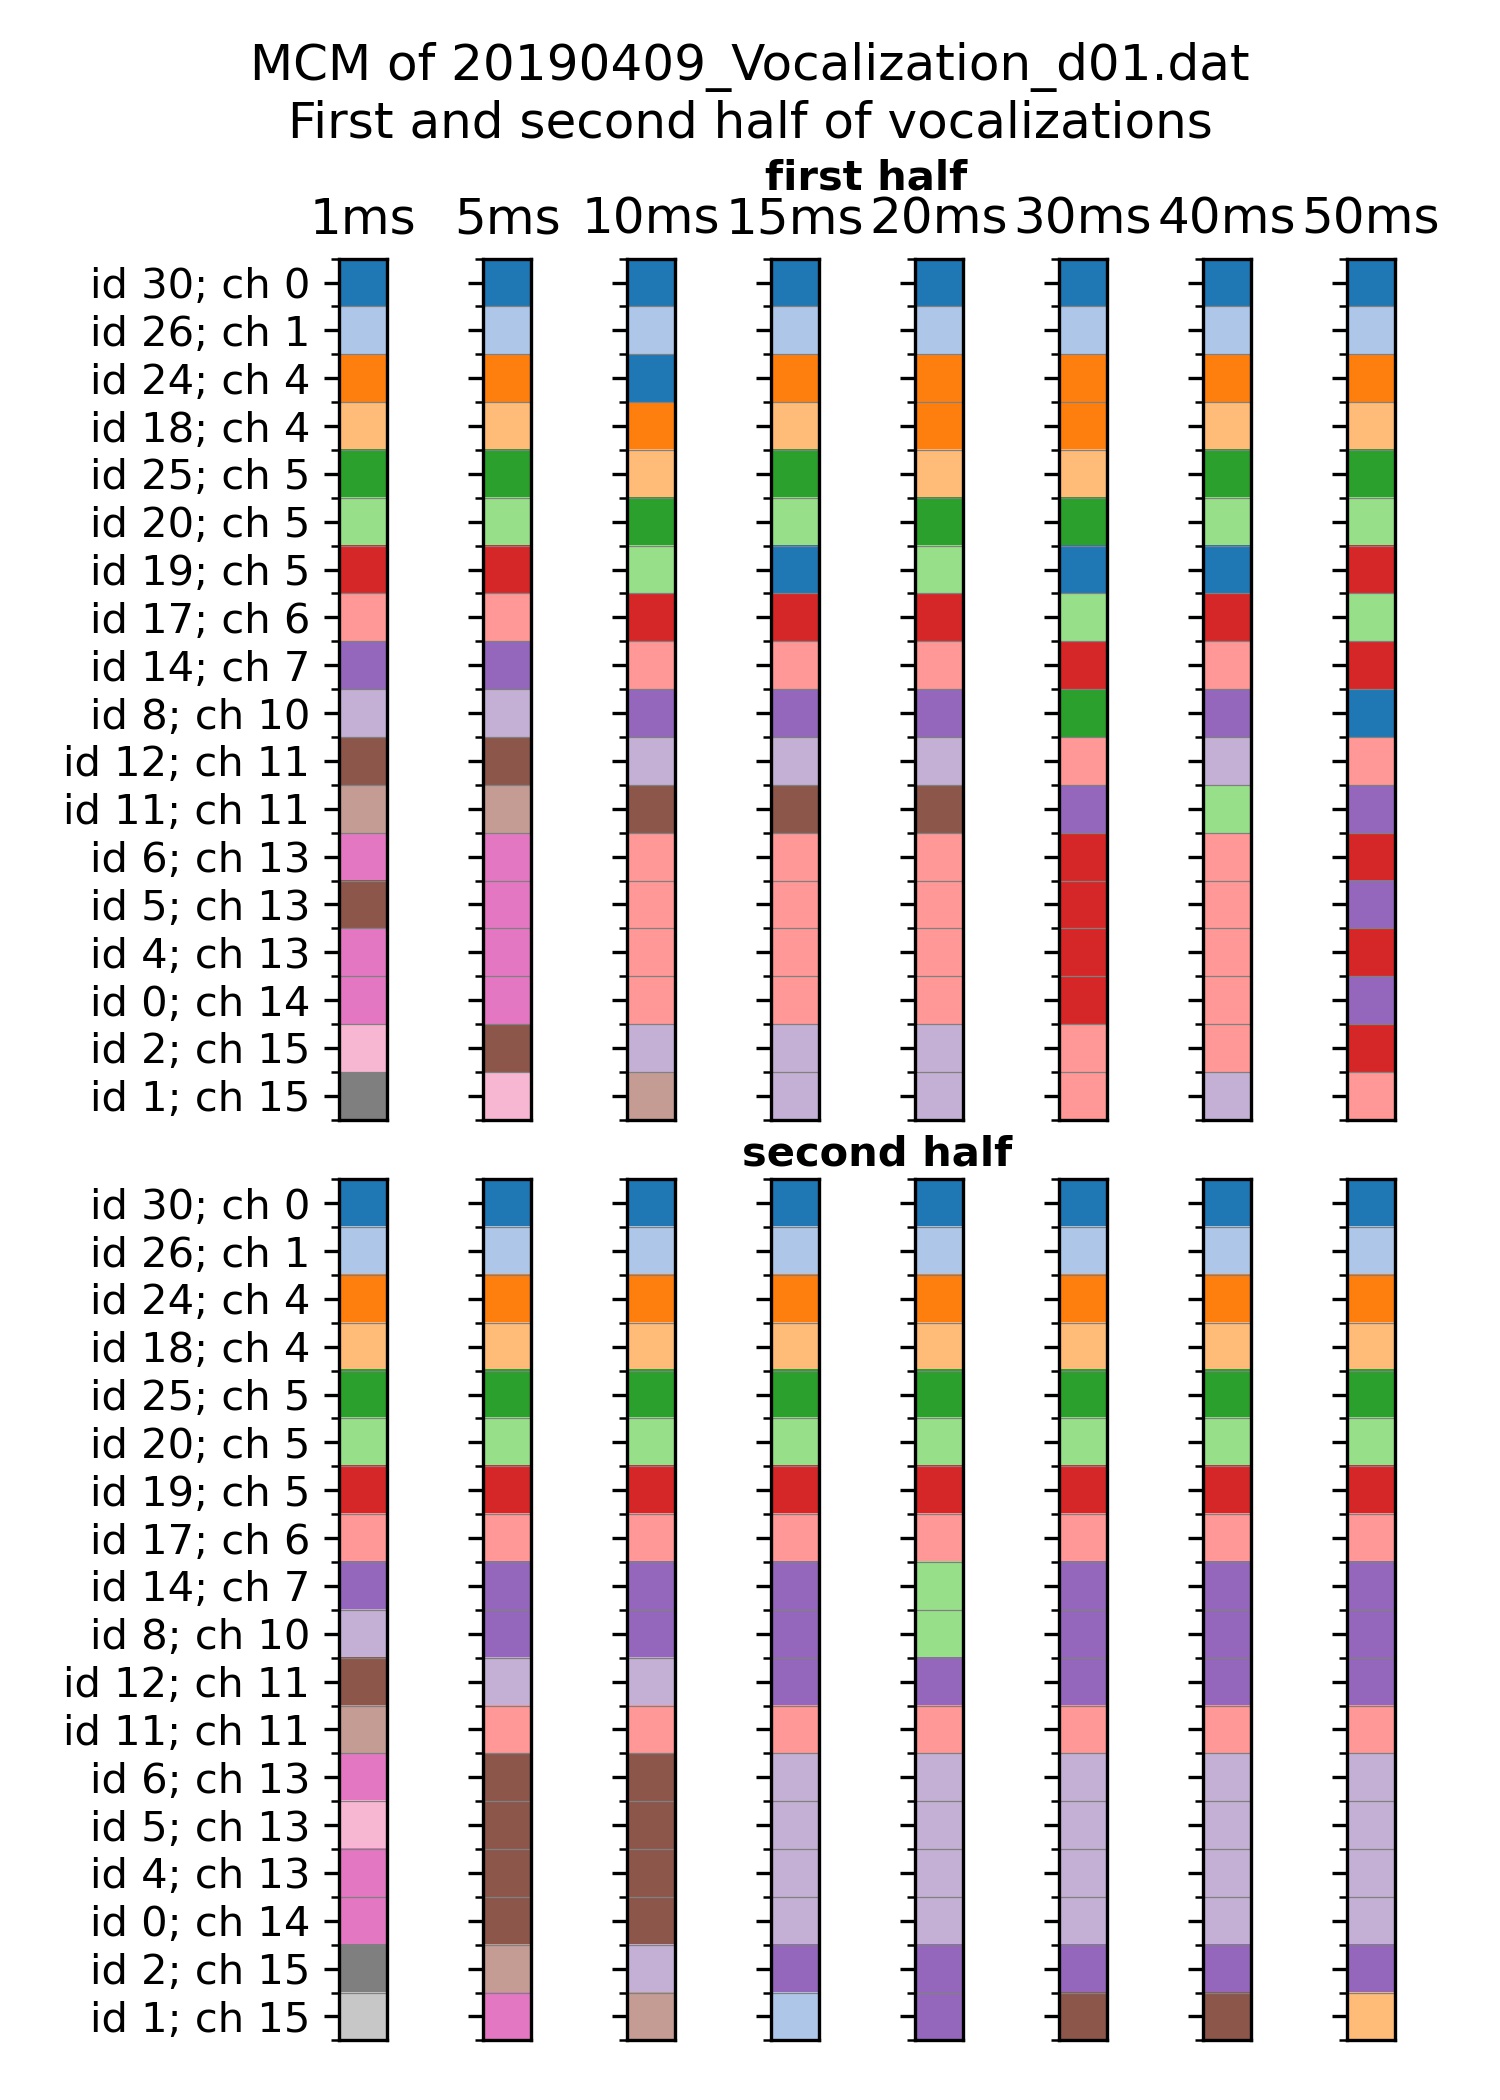 MCM of 20190409_Vocalization_d01.dat
First and second half of vocalizations
first half
1ms 5ms 10ms 15ms 20ms 30ms 40ms 50ms
id 30; ch 0
id 26; ch 1
id 24; ch 4
id 18; ch 4
id 25; ch 5
id 20; ch 5
id 19; ch 5
id 17; ch 6
id 14; ch 7
id 8; ch 10
id 12; ch 11
id 11; ch 11
id 6; ch 13
id 5; ch 13
id 4; ch 13
id 0; ch 14
id 2; ch 15
id 1; ch 15
second half
id 30; ch 0
id 26; ch 1
id 24; ch 4
id 18; ch 4
id 25; ch 5
id 20; ch 5
id 19; ch 5
id 17; ch 6
id 14; ch 7
id 8; ch 10
id 12; ch 11
id 11; ch 11
id 6; ch 13
id 5; ch 13
id 4; ch 13
id 0; ch 14
id 2; ch 15
id 1; ch 15